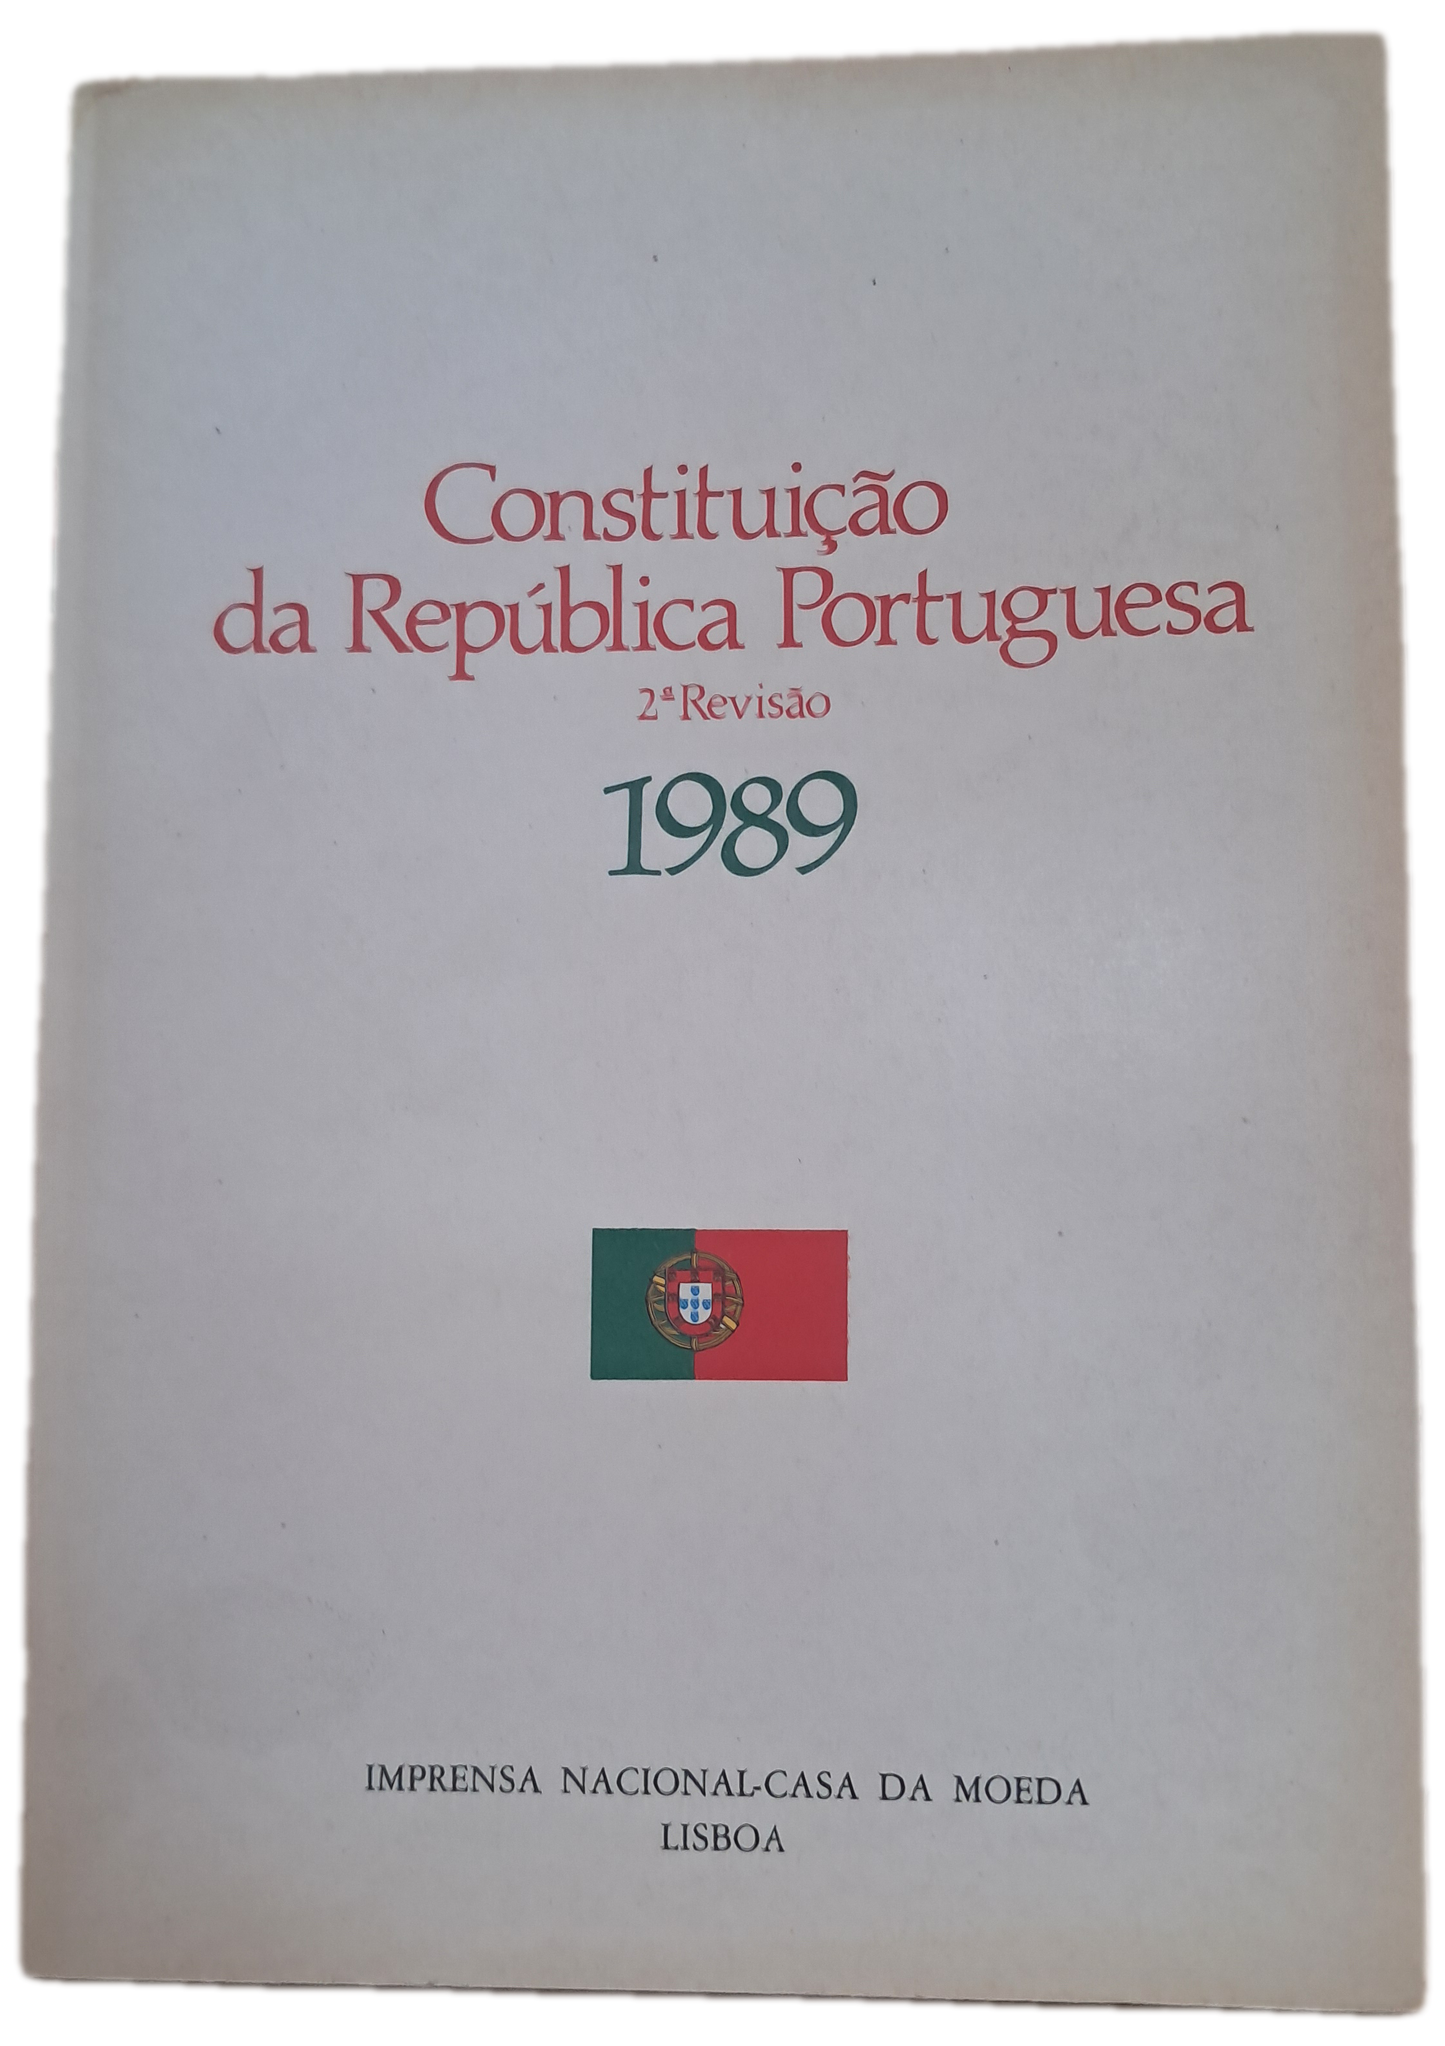 Constituição
da República Portuguesa
2ª Revisão
1989
IMPRENSA NACIONAL-CASA DA MOEDA
LISBOA